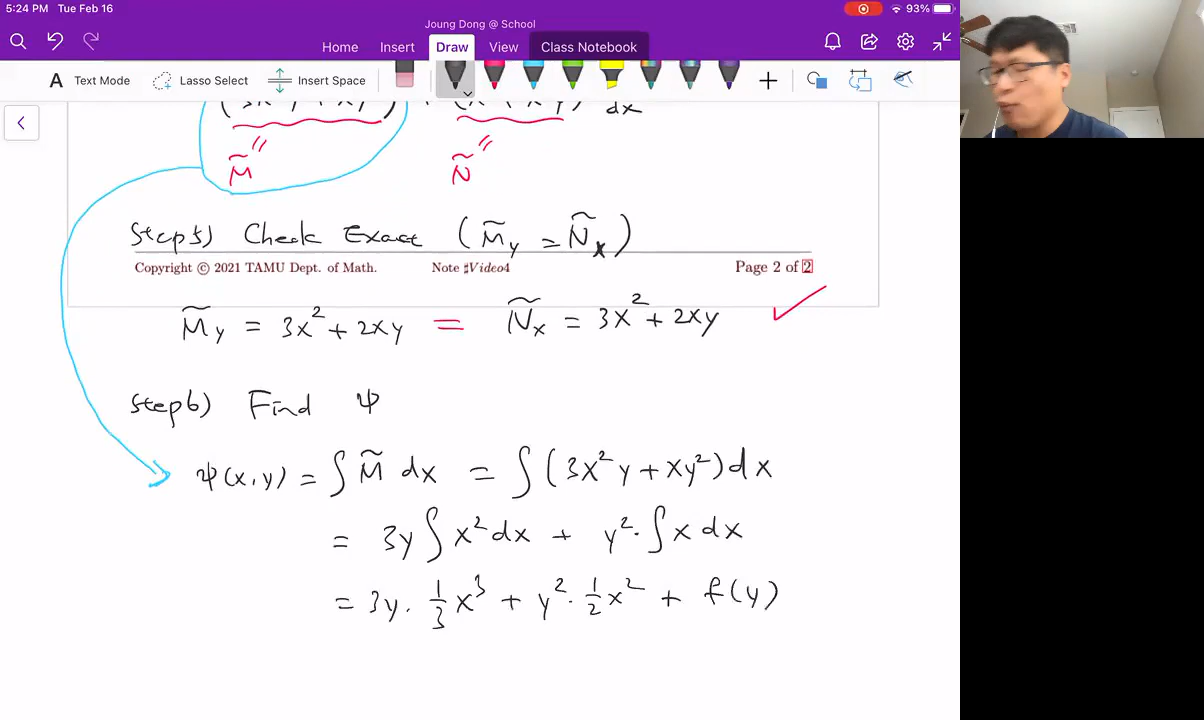 5:24 PM Tue Feb 16
93%
Joung Dong @ School
Home Insert Draw View Class Notebook
A Text Mode Lasso Select Insert Space
dx
M̃ Ñ
Step5) Check Exact (M̃y = Ñx)
Copyright © 2021 TAMU Dept. of Math. Note ♯Video4 Page 2 of 2
M̃y = 3x² + 2xy = Ñx = 3x² + 2xy ✓
Step6) Find ψ
ψ(x,y) = ∫ M̃ dx = ∫ (3x²y + xy²) dx
= 3y ∫ x² dx + y² · ∫ x dx
= 3y · 1/3 x³ + y² · 1/2 x² + f(y)